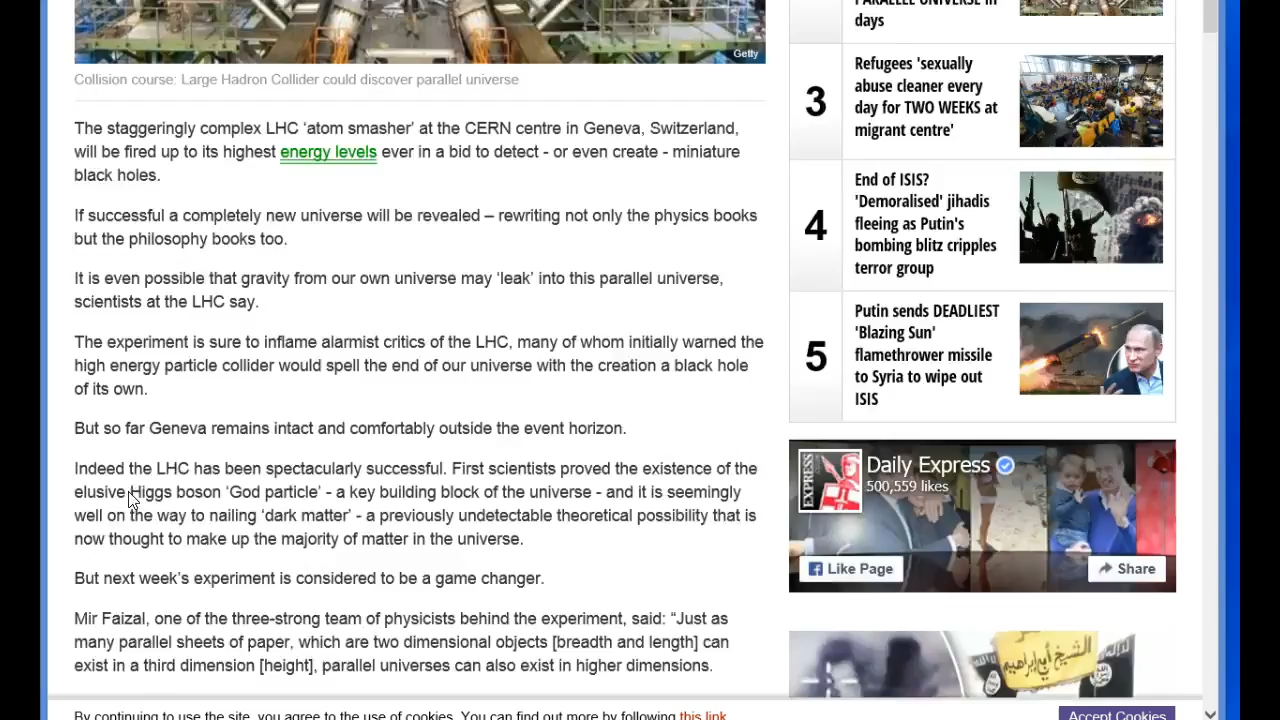 Getty
Collision course: Large Hadron Collider could discover parallel universe
The staggeringly complex LHC ‘atom smasher’ at the CERN centre in Geneva, Switzerland,
will be fired up to its highest energy levels ever in a bid to detect - or even create - miniature
black holes.
If successful a completely new universe will be revealed – rewriting not only the physics books
but the philosophy books too.
It is even possible that gravity from our own universe may ‘leak’ into this parallel universe,
scientists at the LHC say.
The experiment is sure to inflame alarmist critics of the LHC, many of whom initially warned the
high energy particle collider would spell the end of our universe with the creation a black hole
of its own.
But so far Geneva remains intact and comfortably outside the event horizon.
Indeed the LHC has been spectacularly successful. First scientists proved the existence of the
elusive Higgs boson ‘God particle’ - a key building block of the universe - and it is seemingly
well on the way to nailing ‘dark matter’ - a previously undetectable theoretical possibility that is
now thought to make up the majority of matter in the universe.
But next week’s experiment is considered to be a game changer.
Mir Faizal, one of the three-strong team of physicists behind the experiment, said: “Just as
many parallel sheets of paper, which are two dimensional objects [breadth and length] can
exist in a third dimension [height], parallel universes can also exist in higher dimensions.
PARALLEL UNIVERSE in
days
3
Refugees 'sexually
abuse cleaner every
day for TWO WEEKS at
migrant centre'
4
End of ISIS?
'Demoralised' jihadis
fleeing as Putin's
bombing blitz cripples
terror group
5
Putin sends DEADLIEST
'Blazing Sun'
flamethrower missile
to Syria to wipe out
ISIS
EXPRESS
Daily Express
500,559 likes
Like Page
Share
By continuing to use the site, you agree to the use of cookies. You can find out more by following this link
Accept Cookies